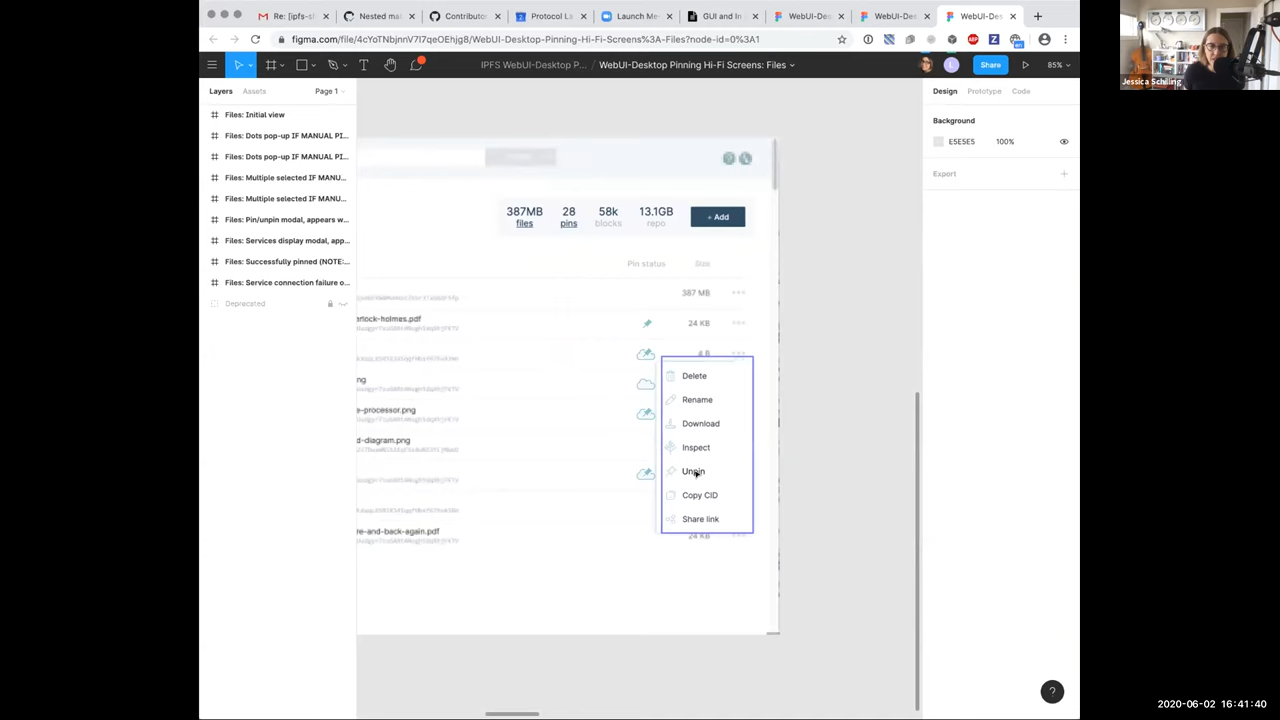 Re: [ipfs-sl
Nested mai
Contributor
Protocol La
Launch Me
GUI and In
WebUI-Des
WebUI-Des
WebUI-Des
figma.com/file/4cYoTNbjnnV7I7qeOEhjg8/WebUI-Desktop-Pinning-Hi-Fi-Screens%3A-Files?node-id=0%3A1
IPFS WebUI-Desktop P... / WebUI-Desktop Pinning Hi-Fi Screens: Files
Share
85%
Jessica Schilling
Layers
Assets
Page 1
Files: Initial view
Files: Dots pop-up IF MANUAL PI...
Files: Dots pop-up IF MANUAL PI...
Files: Multiple selected IF MANU...
Files: Multiple selected IF MANU...
Files: Pin/unpin modal, appears w...
Files: Services display modal, app...
Files: Successfully pinned (NOTE:...
Files: Service connection failure o...
Deprecated
387MB
files
28
pins
58k
blocks
13.1GB
repo
+ Add
Pin status
Size
387 MB
arlock-holmes.pdf
24 KB
4 B
ng
e-processor.png
d-diagram.png
re-and-back-again.pdf
24 KB
Delete
Rename
Download
Inspect
Unpin
Copy CID
Share link
Design
Prototype
Code
Background
E5E5E5
100%
Export
?
2020-06-02 16:41:40